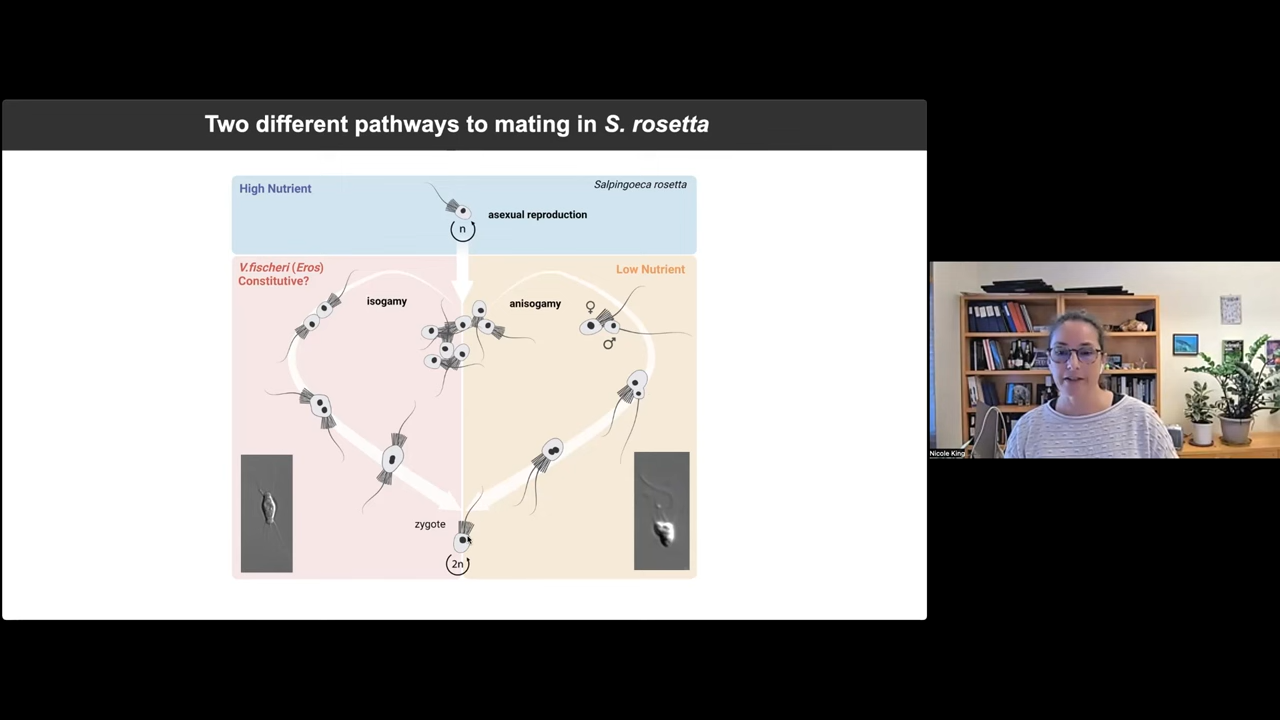 Two different pathways to mating in S. rosetta
High Nutrient
Salpingoeca rosetta
asexual reproduction
n
V.fischeri (Eros)
Constitutive?
Low Nutrient
isogamy
anisogamy
♀
♂
zygote
2n
Nicole King